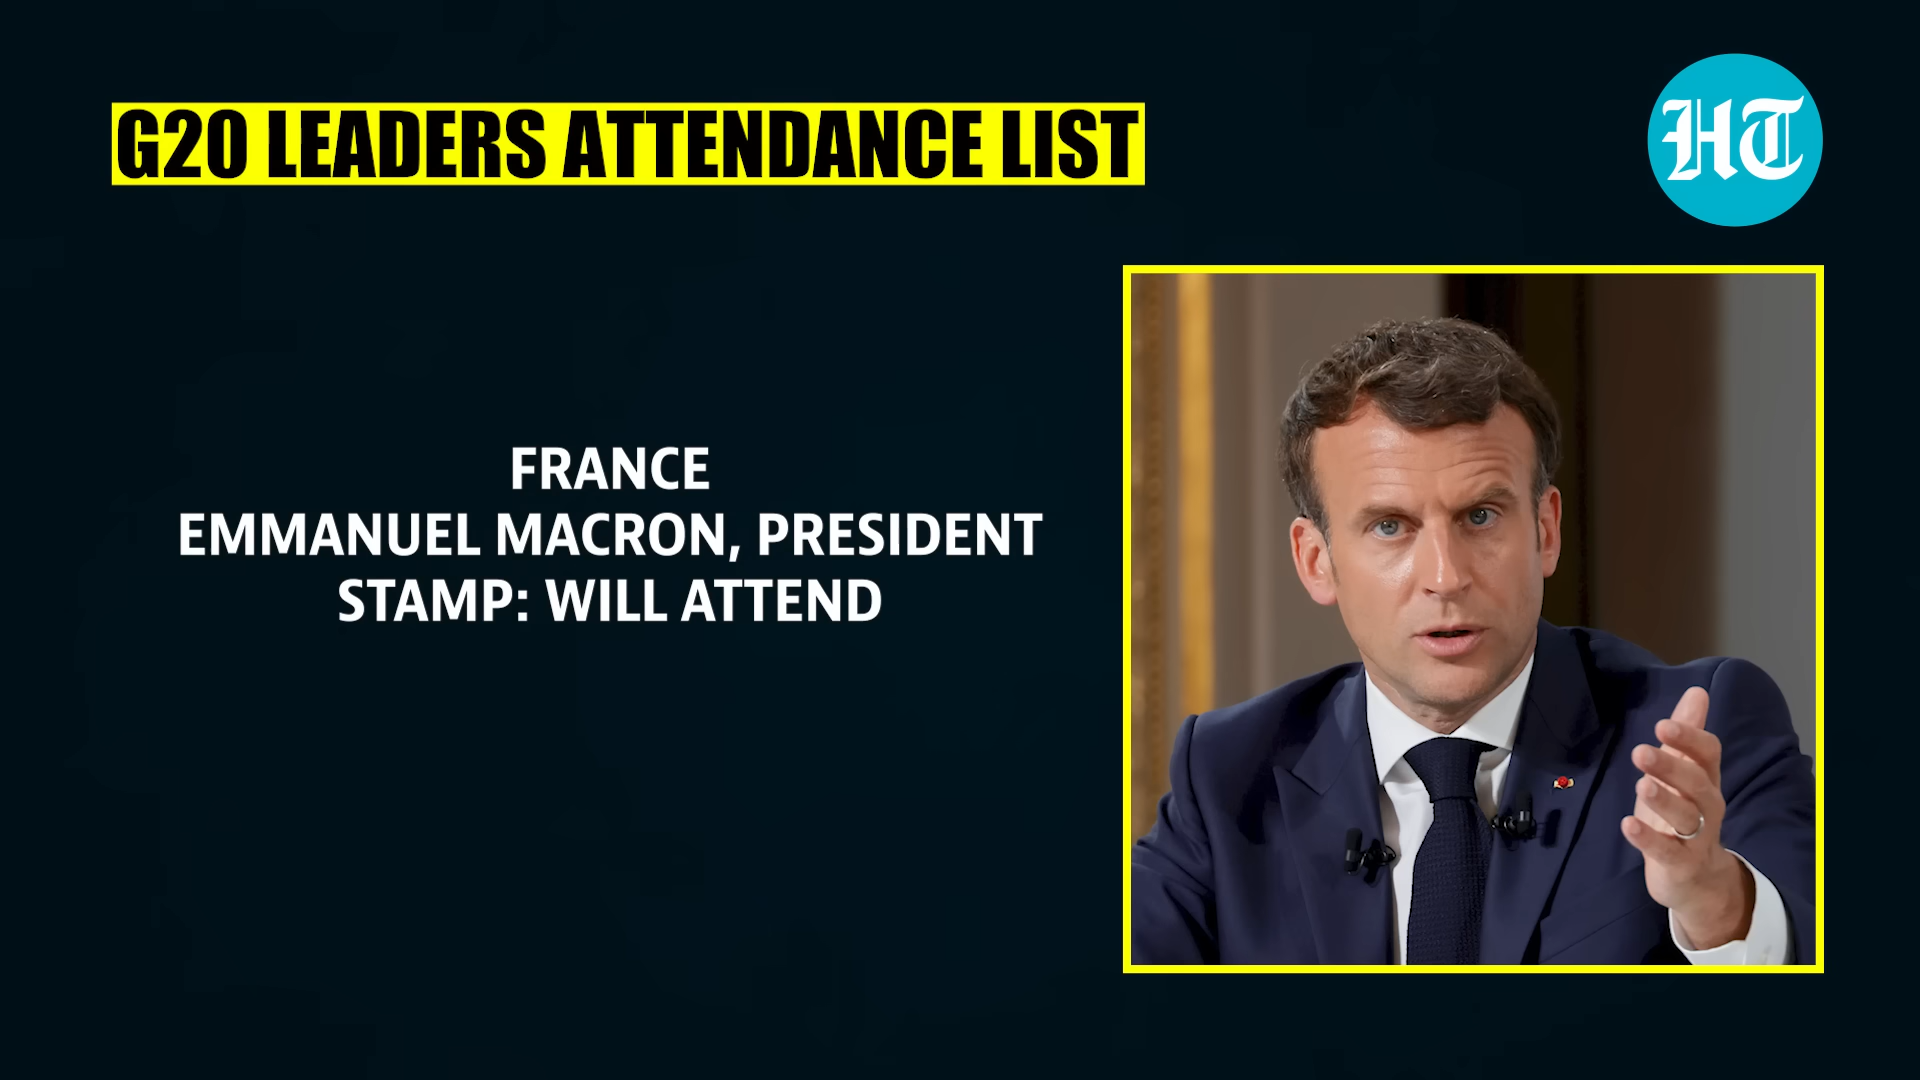 G20 LEADERS ATTENDANCE LIST
HT
FRANCE
EMMANUEL MACRON, PRESIDENT
STAMP: WILL ATTEND